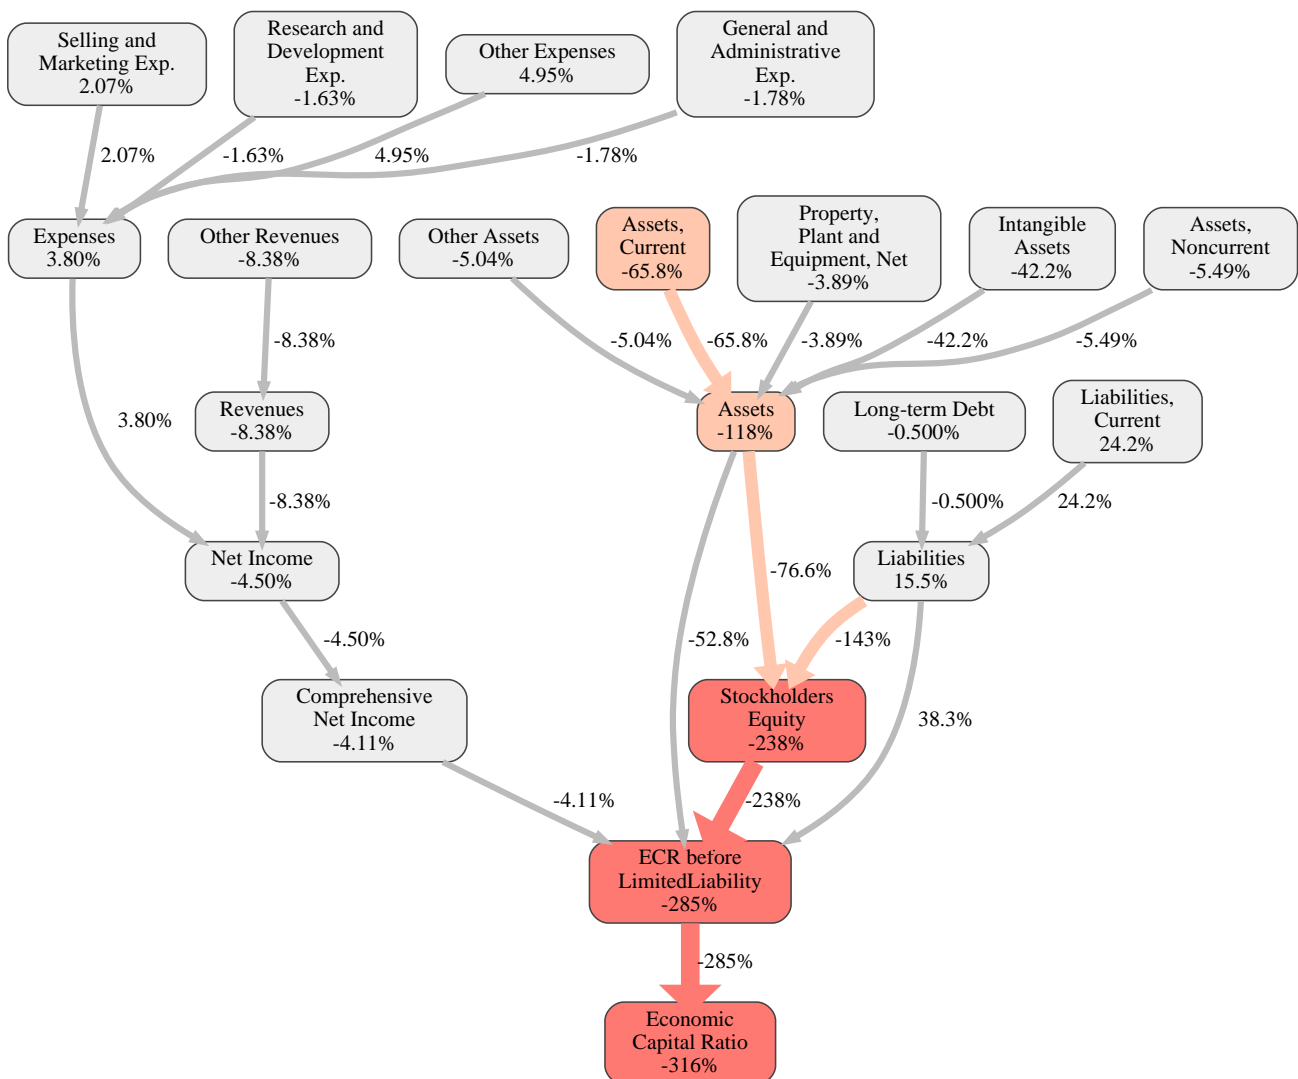 Selling and
Marketing Exp.
2.07%
Research and
Development
Exp.
-1.63%
Other Expenses
4.95%
General and
Administrative
Exp.
-1.78%
2.07%
-1.63%
4.95%
-1.78%
Expenses
3.80%
Other Revenues
-8.38%
Other Assets
-5.04%
Assets,
Current
-65.8%
Property,
Plant and
Equipment, Net
-3.89%
Intangible
Assets
-42.2%
Assets,
Noncurrent
-5.49%
-8.38%
-5.04%
-65.8%
-3.89%
-42.2%
-5.49%
3.80%
Revenues
-8.38%
Assets
-118%
Long-term Debt
-0.500%
Liabilities,
Current
24.2%
-8.38%
-0.500%
24.2%
Net Income
-4.50%
-76.6%
Liabilities
15.5%
-4.50%
-52.8%
-143%
Comprehensive
Net Income
-4.11%
Stockholders
Equity
-238%
38.3%
-4.11%
-238%
ECR before
LimitedLiability
-285%
-285%
Economic
Capital Ratio
-316%